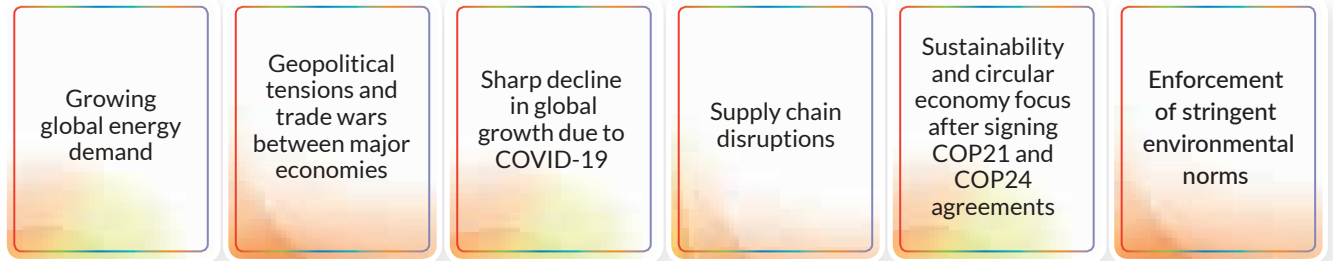 Growing
global energy
demand
Geopolitical
tensions and
trade wars
between major
economies
Sharp decline
in global
growth due to
COVID-19
Supply chain
disruptions
Sustainability
and circular
economy focus
after signing
COP21 and
COP24
agreements
Enforcement
of stringent
environmental
norms